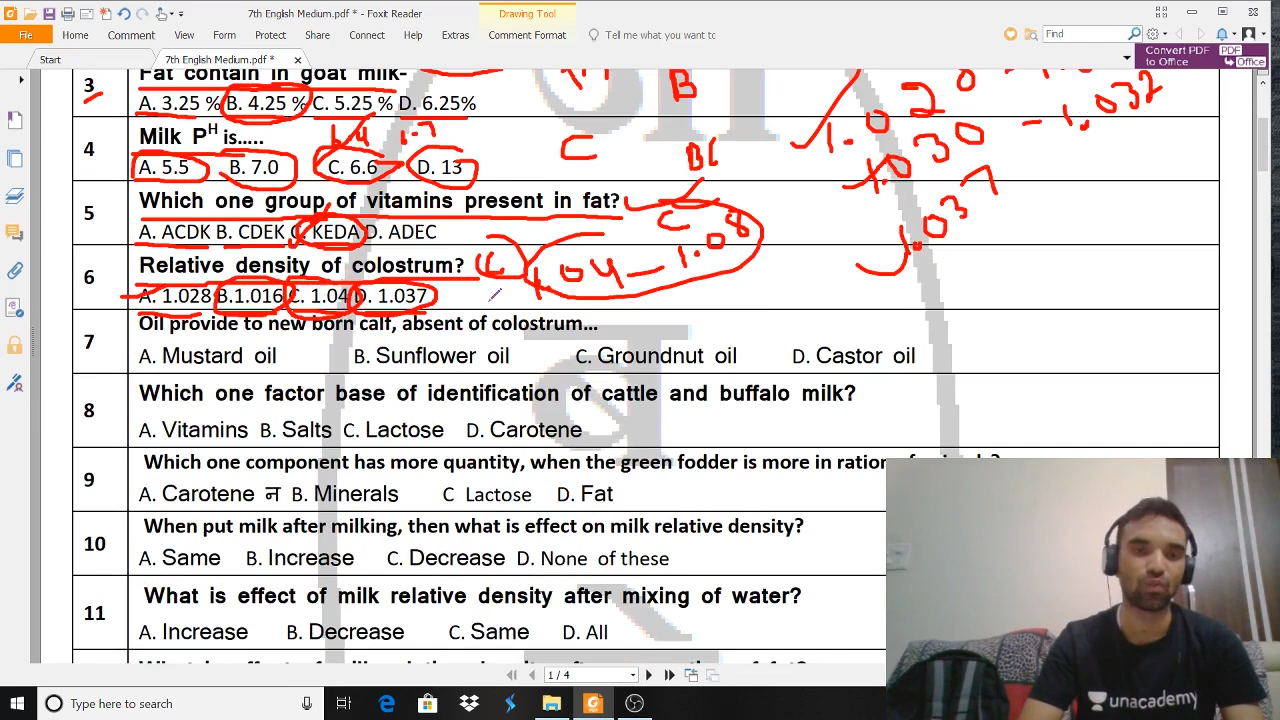 7th English Medium.pdf * - Foxit Reader
Drawing Tool
File Home Comment View Form Protect Share Connect Help Extras Comment Format Tell me what you want to Find
Start 7th English Medium.pdf *
Convert PDF to Office PDF Office
3 Fat contain in goat milk-
A. 3.25 % B. 4.25 % C. 5.25 % D. 6.25%
B
1.020
1.032
4 Milk Pᴴ is.....
6.4 1.7
A. 5.5 B. 7.0 C. 6.6 D. 13
C
1.030
5 Which one group of vitamins present in fat?
A. ACDK B. CDEK C. KEDA D. ADEC
C
1.037
6 Relative density of colostrum?
A. 1.028 B.1.016 C. 1.04 D. 1.037
1.04 – 1.08
7 Oil provide to new born calf, absent of colostrum...
A. Mustard oil B. Sunflower oil C. Groundnut oil D. Castor oil
8 Which one factor base of identification of cattle and buffalo milk?
A. Vitamins B. Salts C. Lactose D. Carotene
9 Which one component has more quantity, when the green fodder is more in ration
A. Carotene न B. Minerals C Lactose D. Fat
10 When put milk after milking, then what is effect on milk relative density?
A. Same B. Increase C. Decrease D. None of these
11 What is effect of milk relative density after mixing of water?
A. Increase B. Decrease C. Same D. All
unacademy
1 / 4
Type here to search